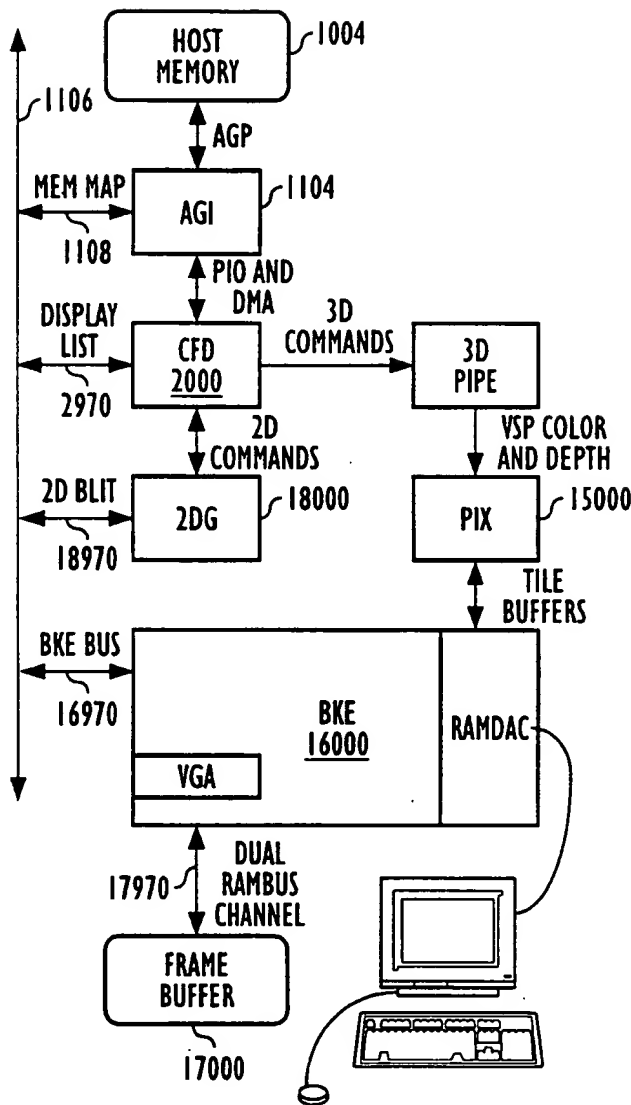 HOST
MEMORY
1004
1106
AGP
MEM MAP
1108
AGI
1104
PIO AND
DMA
DISPLAY
LIST
2970
CFD
2000
3D
COMMANDS
3D
PIPE
2D
COMMANDS
VSP COLOR
AND DEPTH
2D BLIT
18970
2DG
18000
PIX
15000
TILE
BUFFERS
BKE BUS
16970
BKE
16000
RAMDAC
VGA
17970
DUAL
RAMBUS
CHANNEL
FRAME
BUFFER
17000